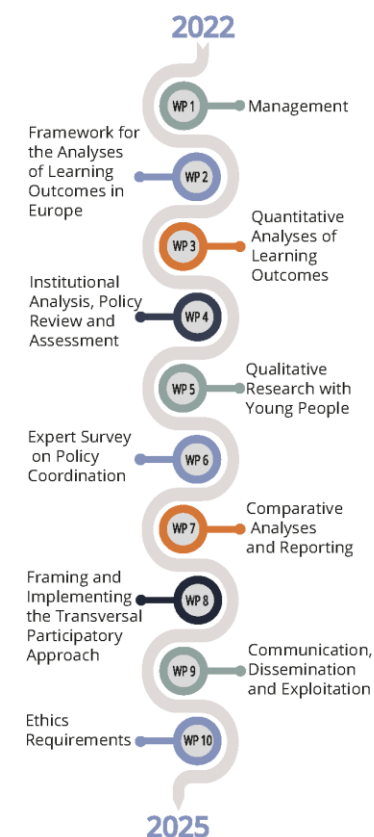 2022
WP 1
Management
Framework for
the Analyses
of Learning
Outcomes in
Europe
WP 2
Quantitative
Analyses of
Learning
Outcomes
WP 3
Institutional
Analysis, Policy
Review and
Assessment
WP 4
Qualitative
Research with
Young People
WP 5
Expert Survey
on Policy
Coordination
WP 6
Comparative
Analyses
and Reporting
WP 7
Framing and
Implementing
the Transversal
Participatory
Approach
WP 8
Communication,
Dissemination
and Exploitation
WP 9
Ethics
Requirements
WP 10
2025